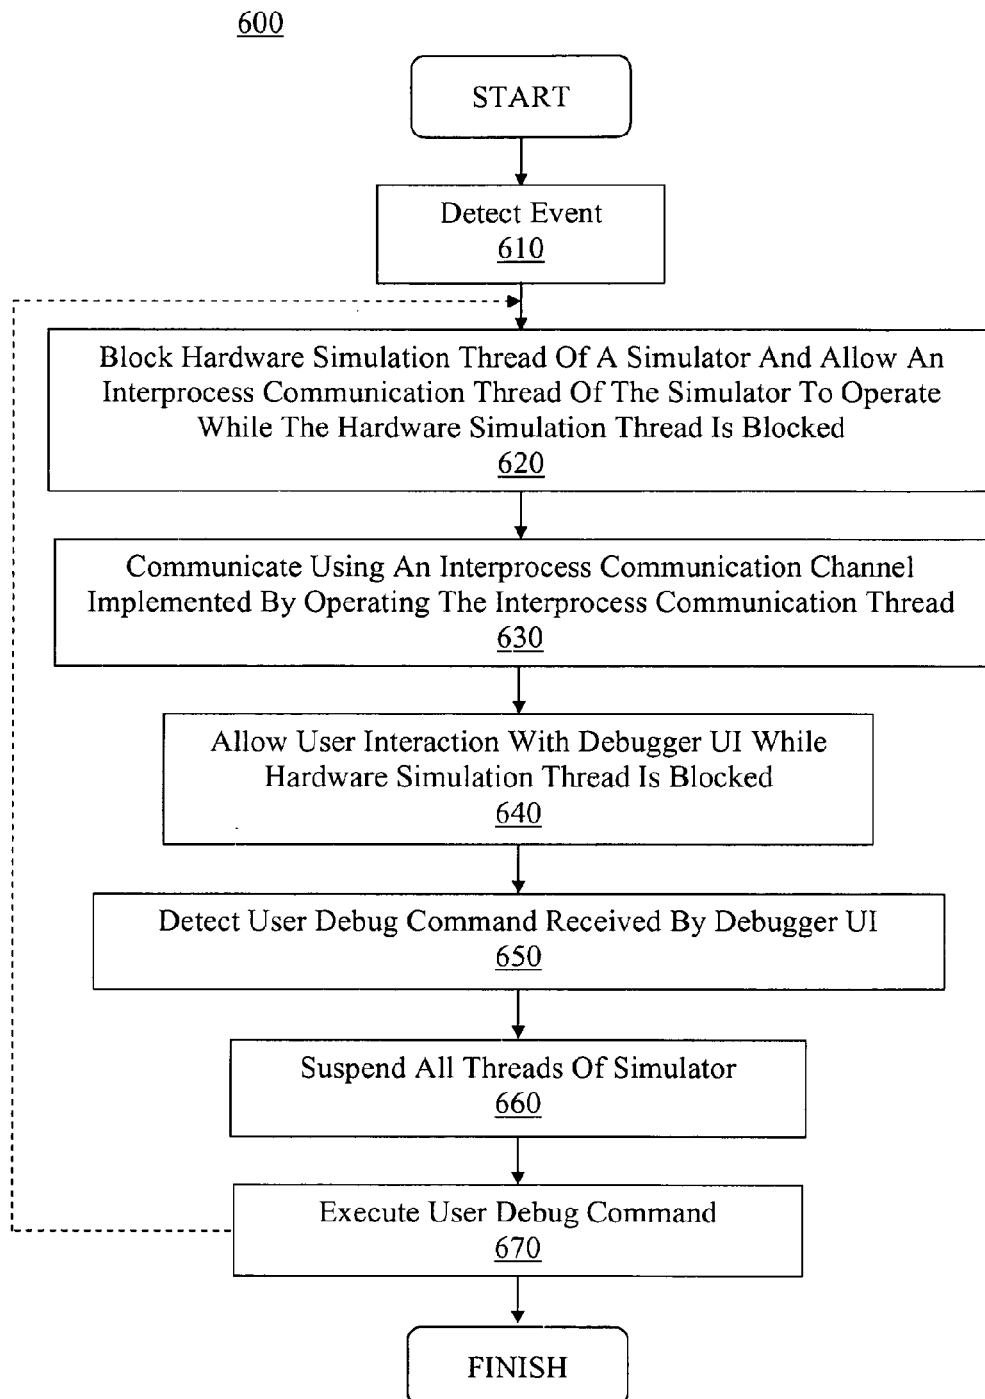 600
START
Detect Event
610
Block Hardware Simulation Thread Of A Simulator And Allow An
Interprocess Communication Thread Of The Simulator To Operate
While The Hardware Simulation Thread Is Blocked
620
Communicate Using An Interprocess Communication Channel
Implemented By Operating The Interprocess Communication Thread
630
Allow User Interaction With Debugger UI While
Hardware Simulation Thread Is Blocked
640
Detect User Debug Command Received By Debugger UI
650
Suspend All Threads Of Simulator
660
Execute User Debug Command
670
FINISH